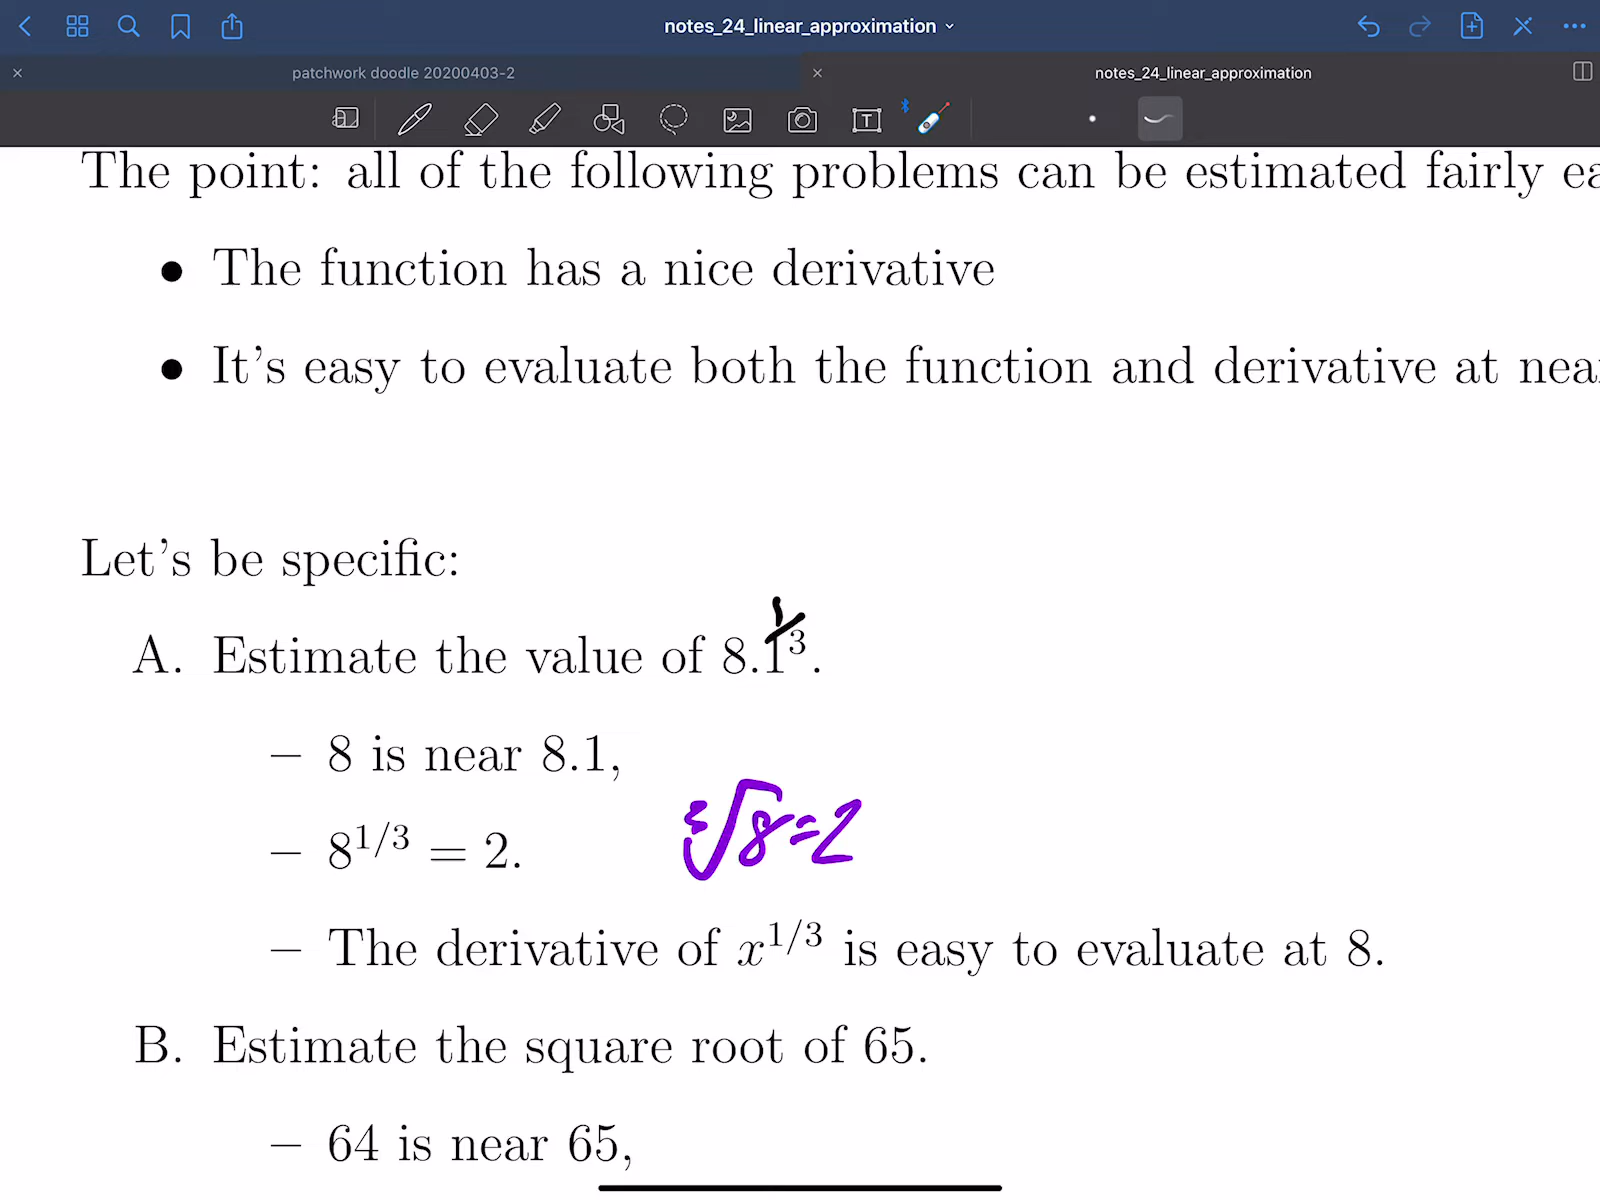 notes_24_linear_approximation
patchwork doodle 20200403-2
notes_24_linear_approximation
The point: all of the following problems can be estimated fairly ea
• The function has a nice derivative
• It's easy to evaluate both the function and derivative at nea
Let's be specific:
A. Estimate the value of 8.1^{1/3}.
– 8 is near 8.1,
– 8^{1/3} = 2.
∛8=2
– The derivative of x^{1/3} is easy to evaluate at 8.
B. Estimate the square root of 65.
– 64 is near 65,